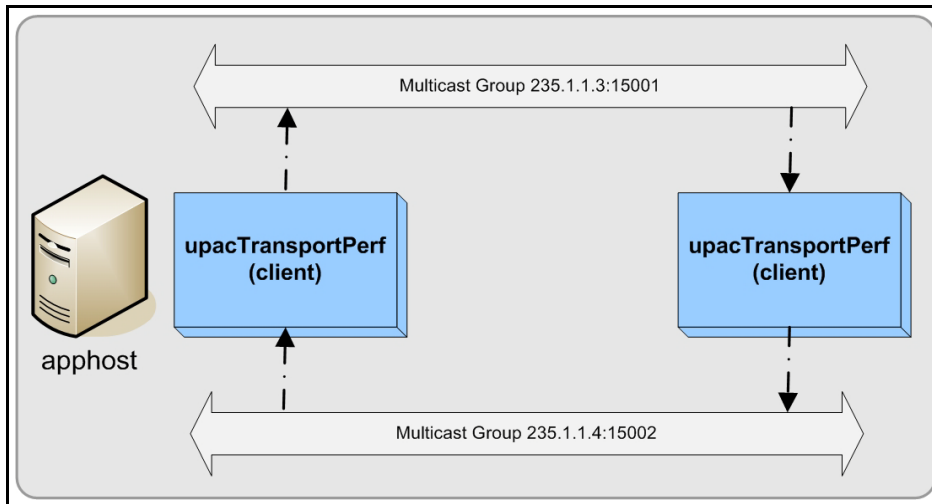 Multicast Group 235.1.1.3:15001
upacTransportPerf
(client)
upacTransportPerf
(client)
apphost
Multicast Group 235.1.1.4:15002